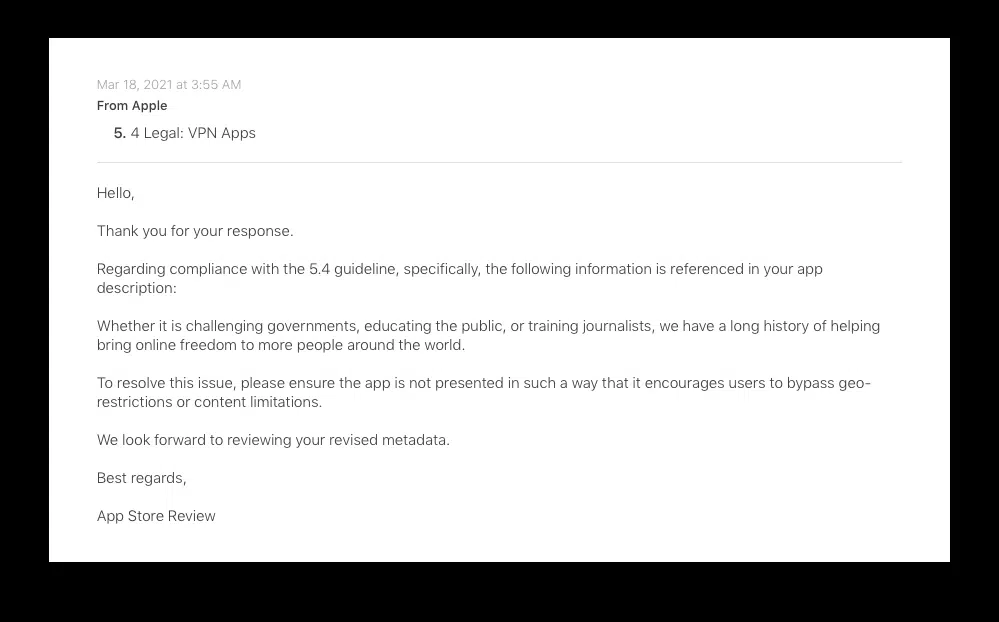 Mar 18, 2021 at 3:55 AM
From Apple
5. 4 Legal: VPN Apps
Hello,
Thank you for your response.
Regarding compliance with the 5.4 guideline, specifically, the following information is referenced in your app
description:
Whether it is challenging governments, educating the public, or training journalists, we have a long history of helping
bring online freedom to more people around the world.
To resolve this issue, please ensure the app is not presented in such a way that it encourages users to bypass geo-
restrictions or content limitations.
We look forward to reviewing your revised metadata.
Best regards,
App Store Review